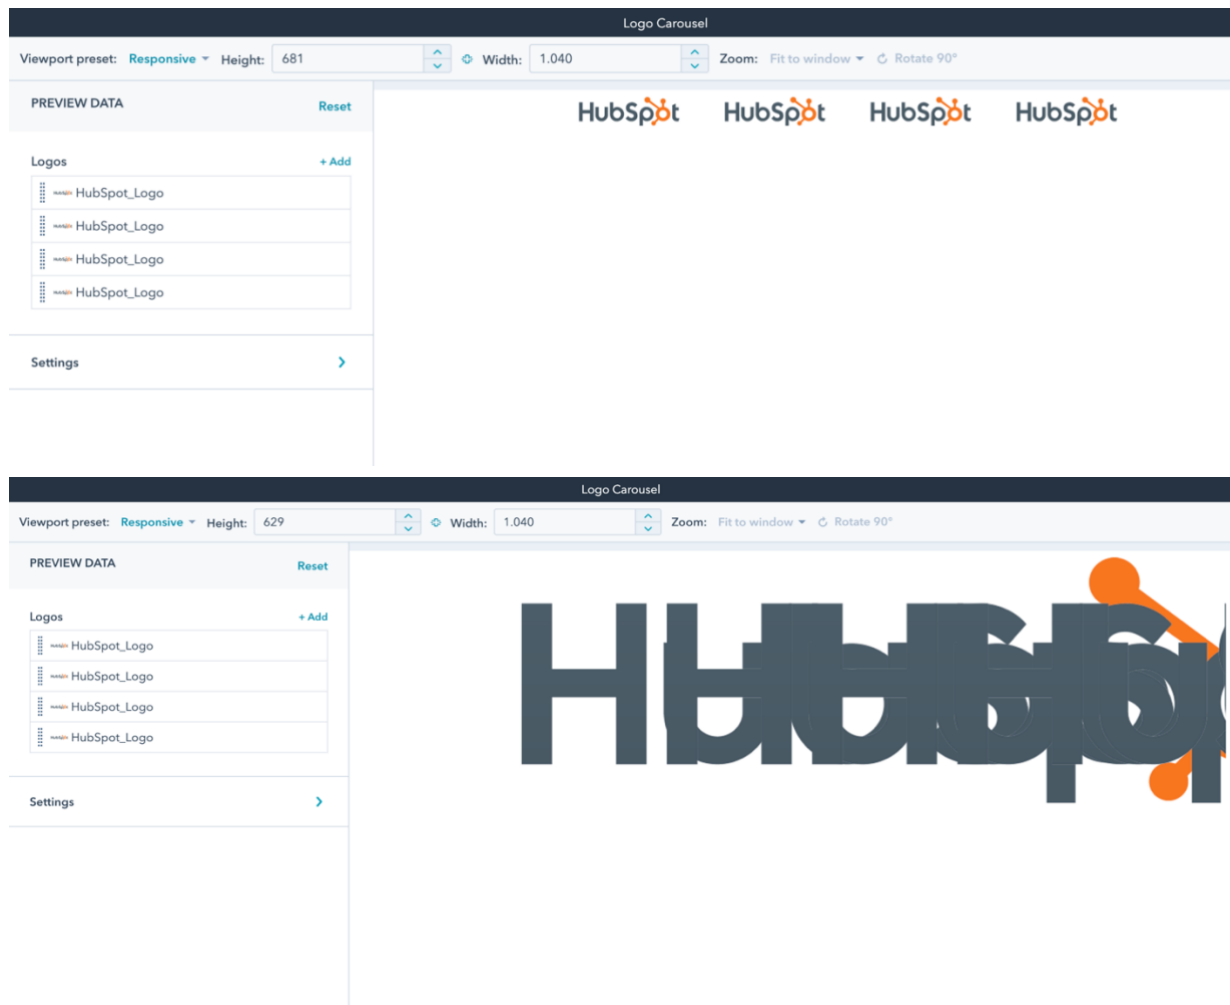 Logo Carousel
Viewport preset: Responsive Height: 681 Width: 1.040 Zoom: Fit to window Rotate 90°
PREVIEW DATA Reset
HubSpot HubSpot HubSpot HubSpot
Logos + Add
HubSpot_Logo
HubSpot_Logo
HubSpot_Logo
HubSpot_Logo
Settings
Logo Carousel
Viewport preset: Responsive Height: 629 Width: 1.040 Zoom: Fit to window Rotate 90°
PREVIEW DATA Reset
Logos + Add
HubSpot_Logo
HubSpot_Logo
HubSpot_Logo
HubSpot_Logo
Settings